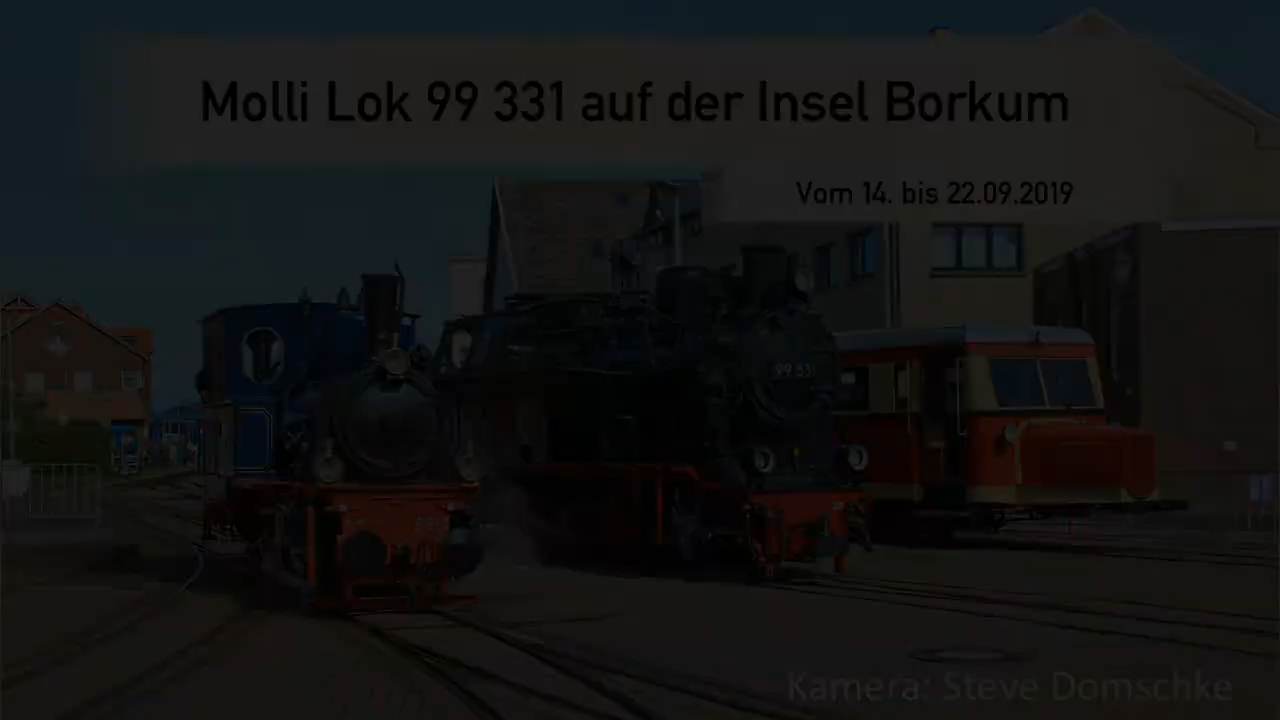 Molli Lok 99 331 auf der Insel Borkum
Vom 14. bis 22.09.2019
99 331
Kamera: Steve Domschke